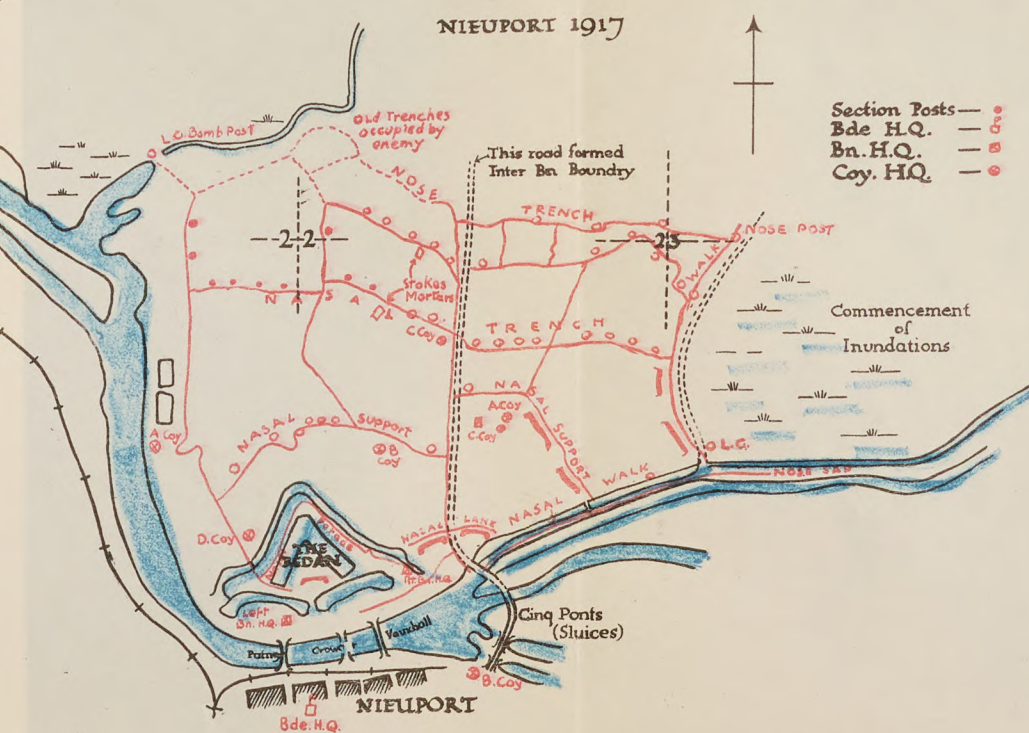 NIEUPORT 1917
Section Posts—
Bde H.Q. —
Bn. H.Q. —
Coy. H.Q. —
L.G. Bomb Post
Old Trenches
occupied by
enemy
This road formed
Inter Bn Boundry
NOSE
TRENCH
NOSE POST
22
23
WALK
Stokes
Mortars
NASAL
TRENCH
C.Coy
Commencement
of
Inundations
NASAL
SUPPORT
A.Coy
C.Coy
A Coy
NASAL
Support
B
Coy
L.G.
NOSE SAP
NASAL WALK
NASAL LANE
D.Coy
THE
REDAN
Rt. Bn. H.Q.
Left
Bn. H.Q.
Cinq Ponts
(Sluices)
Crowder
Vauxhall
B.Coy
NIEUPORT
Bde. H.Q.